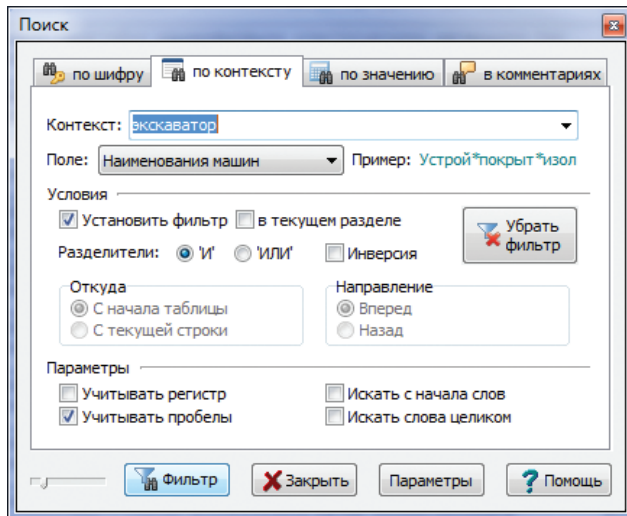 Поиск
по шифру по контексту по значению в комментариях
Контекст: экскаватор
Поле: Наименования машин Пример: Устрой*покрыт*изол
Условия
Установить фильтр в текущем разделе Убрать фильтр
Разделители: 'И' 'ИЛИ' Инверсия
Откуда Направление
С начала таблицы Вперед
С текущей строки Назад
Параметры
Учитывать регистр Искать с начала слов
Учитывать пробелы Искать слова целиком
Фильтр Закрыть Параметры ? Помощь